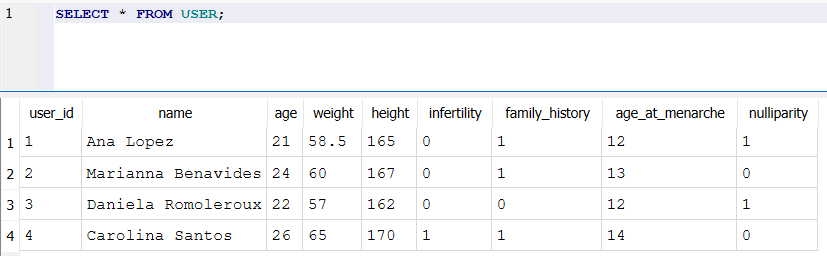 1 SELECT * FROM USER;
user_id name age weight height infertility family_history age_at_menarche nulliparity
1 1 Ana Lopez 21 58.5 165 0 1 12 1
2 2 Marianna Benavides 24 60 167 0 1 13 0
3 3 Daniela Romoleroux 22 57 162 0 0 12 1
4 4 Carolina Santos 26 65 170 1 1 14 0